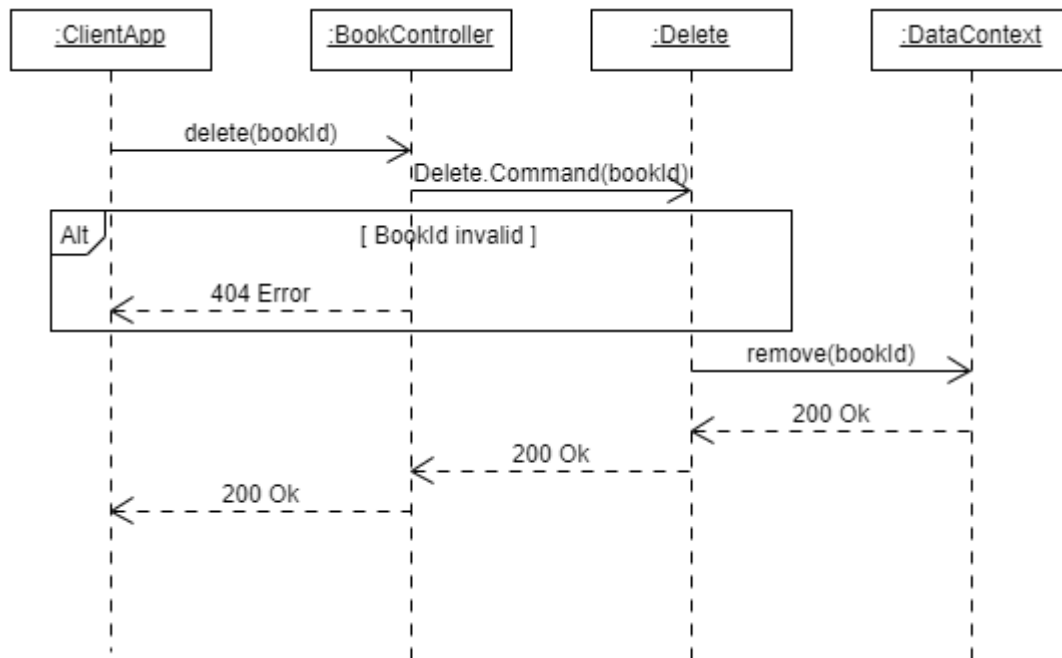 :ClientApp
:BookController
:Delete
:DataContext
delete(bookId)
Delete.Command(bookId)
Alt
[ BookId invalid ]
404 Error
remove(bookId)
200 Ok
200 Ok
200 Ok